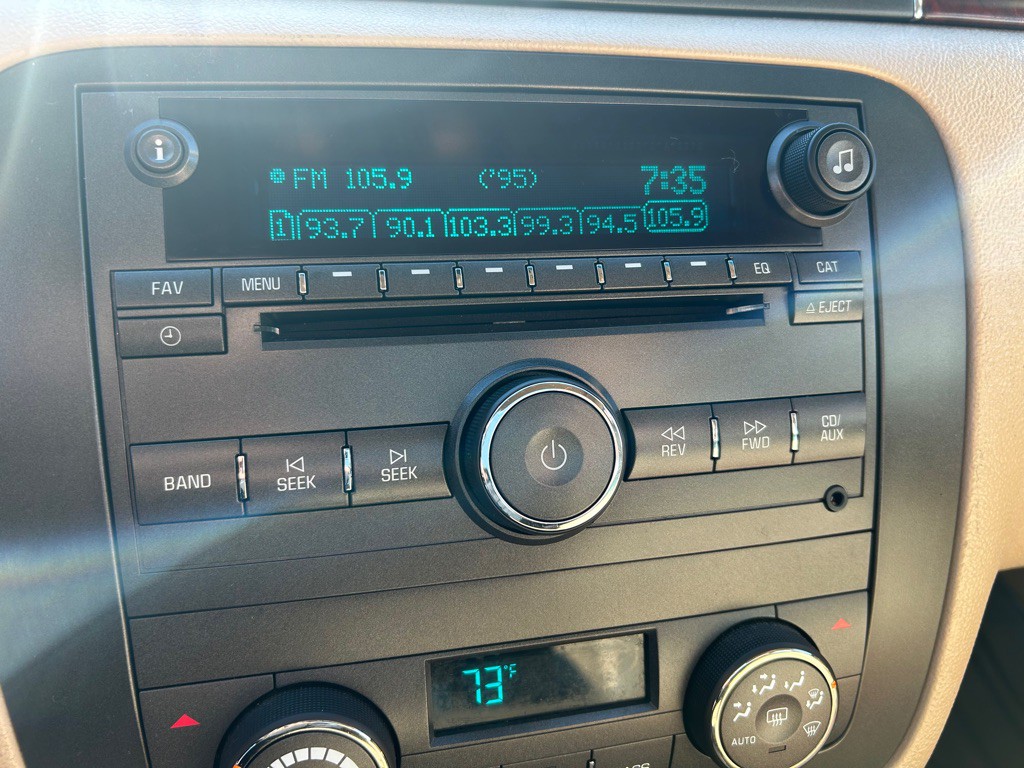 i
FM 105.9 ('95) 7:35
1 93.7 90.1 103.3 99.3 94.5 105.9
FAV MENU EQ CAT
EJECT
BAND SEEK SEEK REV FWD CD/
AUX
73°F
AUTO